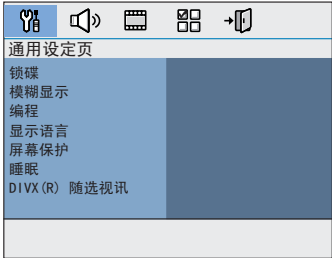 通用设定页
锁碟
模糊显示
编程
显示语言
屏幕保护
睡眠
DIVX(R) 随选视讯